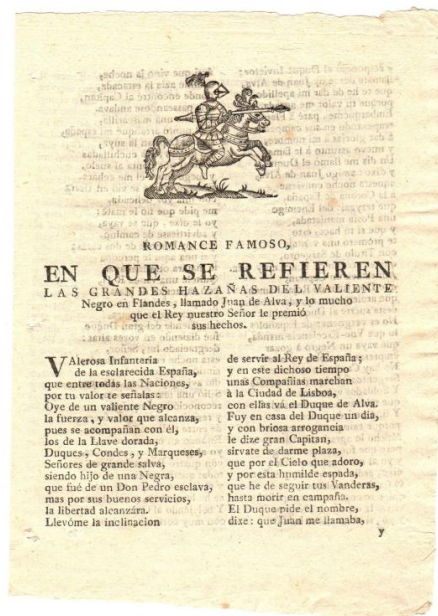 ROMANCE FAMOSO,
EN QUE SE REFIEREN
LAS GRANDES HAZAÑAS DEL VALIENTE
Negro en Flandes, llamado Juan de Alva, y lo mucho
que el Rey nuestro Señor le premió
sus hechos.
VAlerosa Infanteria
de la esclarecida España,
que entre todas las Naciones,
por tu valor te señalas:
Oye de un valiente Negro
la fuerza, y valor que alcanza,
pues se acompañan con él,
los de la Llave dorada,
Duques, Condes, y Marqueses,
Señores de grande salva,
siendo hijo de una Negra,
que fué de un Don Pedro esclava,
mas por sus buenos servicios,
la libertad alcanzára.
Llevóme la inclinacion
de servir al Rey de España;
y en este dichoso tiempo
unas Compañias marchan
à la Ciudad de Lisboa,
con ellas vá el Duque de Alva.
Fuy en casa del Duque un dia,
y con briosa arrogancia
le dize gran Capitan,
sirvate de darme plaza,
que por el Cielo que adoro,
y por esta humilde espada,
que he de seguir tus Vanderas,
hasta morir en campaña.
El Duque pide el nombre,
dixe: que Juan me llamaba,
y